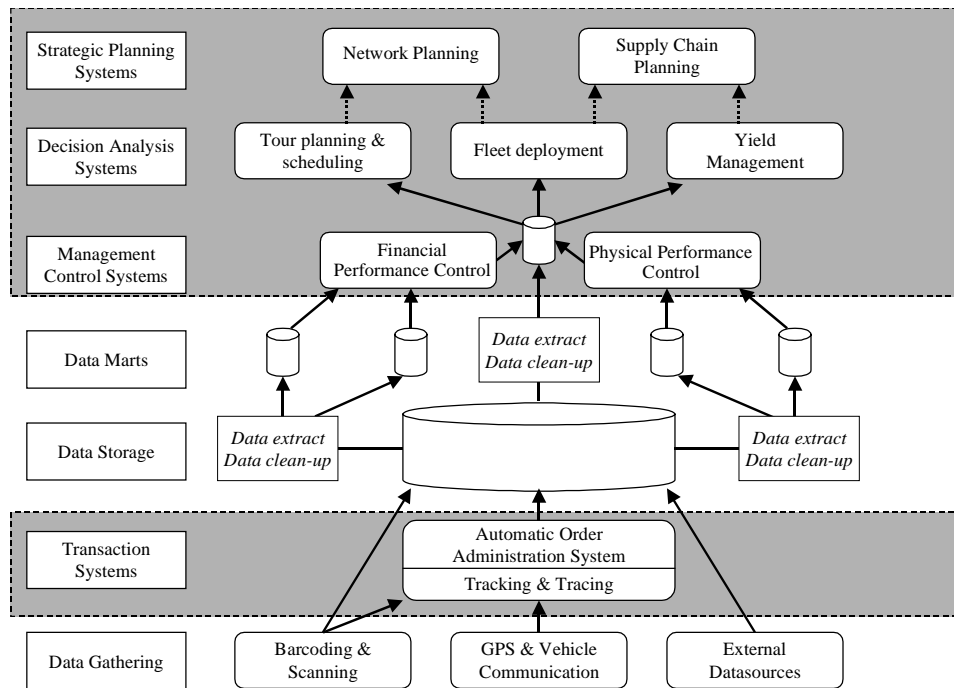 Strategic Planning
Systems
Network Planning
Supply Chain
Planning
Decision Analysis
Systems
Tour planning &
scheduling
Fleet deployment
Yield
Management
Management
Control Systems
Financial
Performance Control
Physical Performance
Control
Data Marts
Data extract
Data clean-up
Data Storage
Data extract
Data clean-up
Data extract
Data clean-up
Transaction
Systems
Automatic Order
Administration System
Tracking & Tracing
Data Gathering
Barcoding &
Scanning
GPS & Vehicle
Communication
External
Datasources